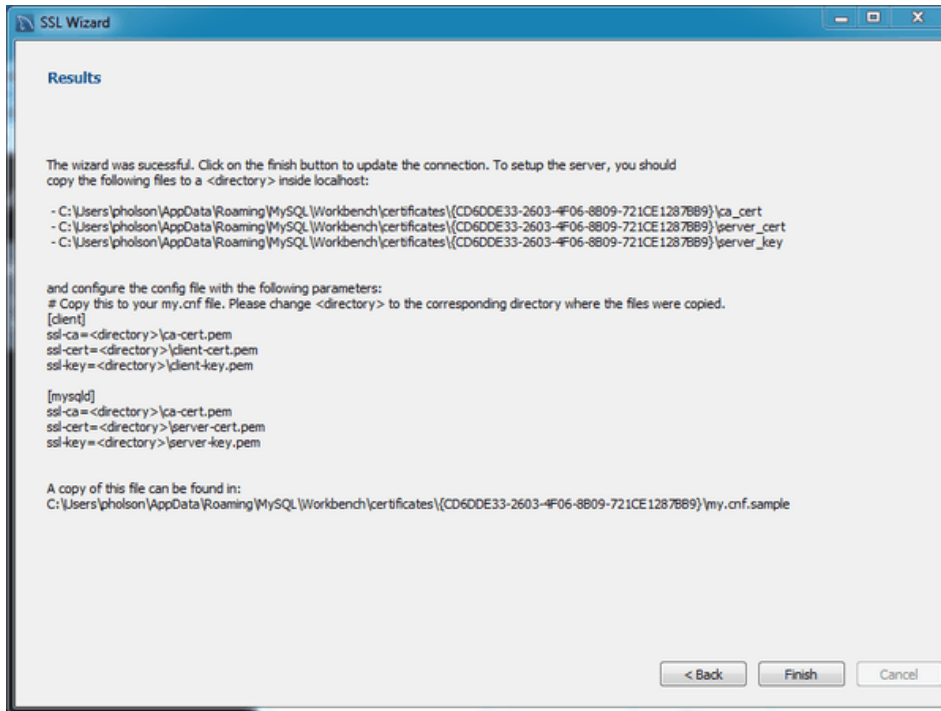 SSL Wizard
Results
The wizard was sucessful. Click on the finish button to update the connection. To setup the server, you should
copy the following files to a <directory> inside localhost:
- C:\Users\pholson\AppData\Roaming\MySQL\Workbench\certificates\{CD6DDE33-2603-4F06-8B09-721CE1287BB9}\ca_cert
- C:\Users\pholson\AppData\Roaming\MySQL\Workbench\certificates\{CD6DDE33-2603-4F06-8B09-721CE1287BB9}\server_cert
- C:\Users\pholson\AppData\Roaming\MySQL\Workbench\certificates\{CD6DDE33-2603-4F06-8B09-721CE1287BB9}\server_key
and configure the config file with the following parameters:
# Copy this to your my.cnf file. Please change <directory> to the corresponding directory where the files were copied.
[client]
ssl-ca=<directory>\ca-cert.pem
ssl-cert=<directory>\client-cert.pem
ssl-key=<directory>\client-key.pem
[mysqld]
ssl-ca=<directory>\ca-cert.pem
ssl-cert=<directory>\server-cert.pem
ssl-key=<directory>\server-key.pem
A copy of this file can be found in:
C:\Users\pholson\AppData\Roaming\MySQL\Workbench\certificates\{CD6DDE33-2603-4F06-8B09-721CE1287BB9}\my.cnf.sample
< Back Finish Cancel